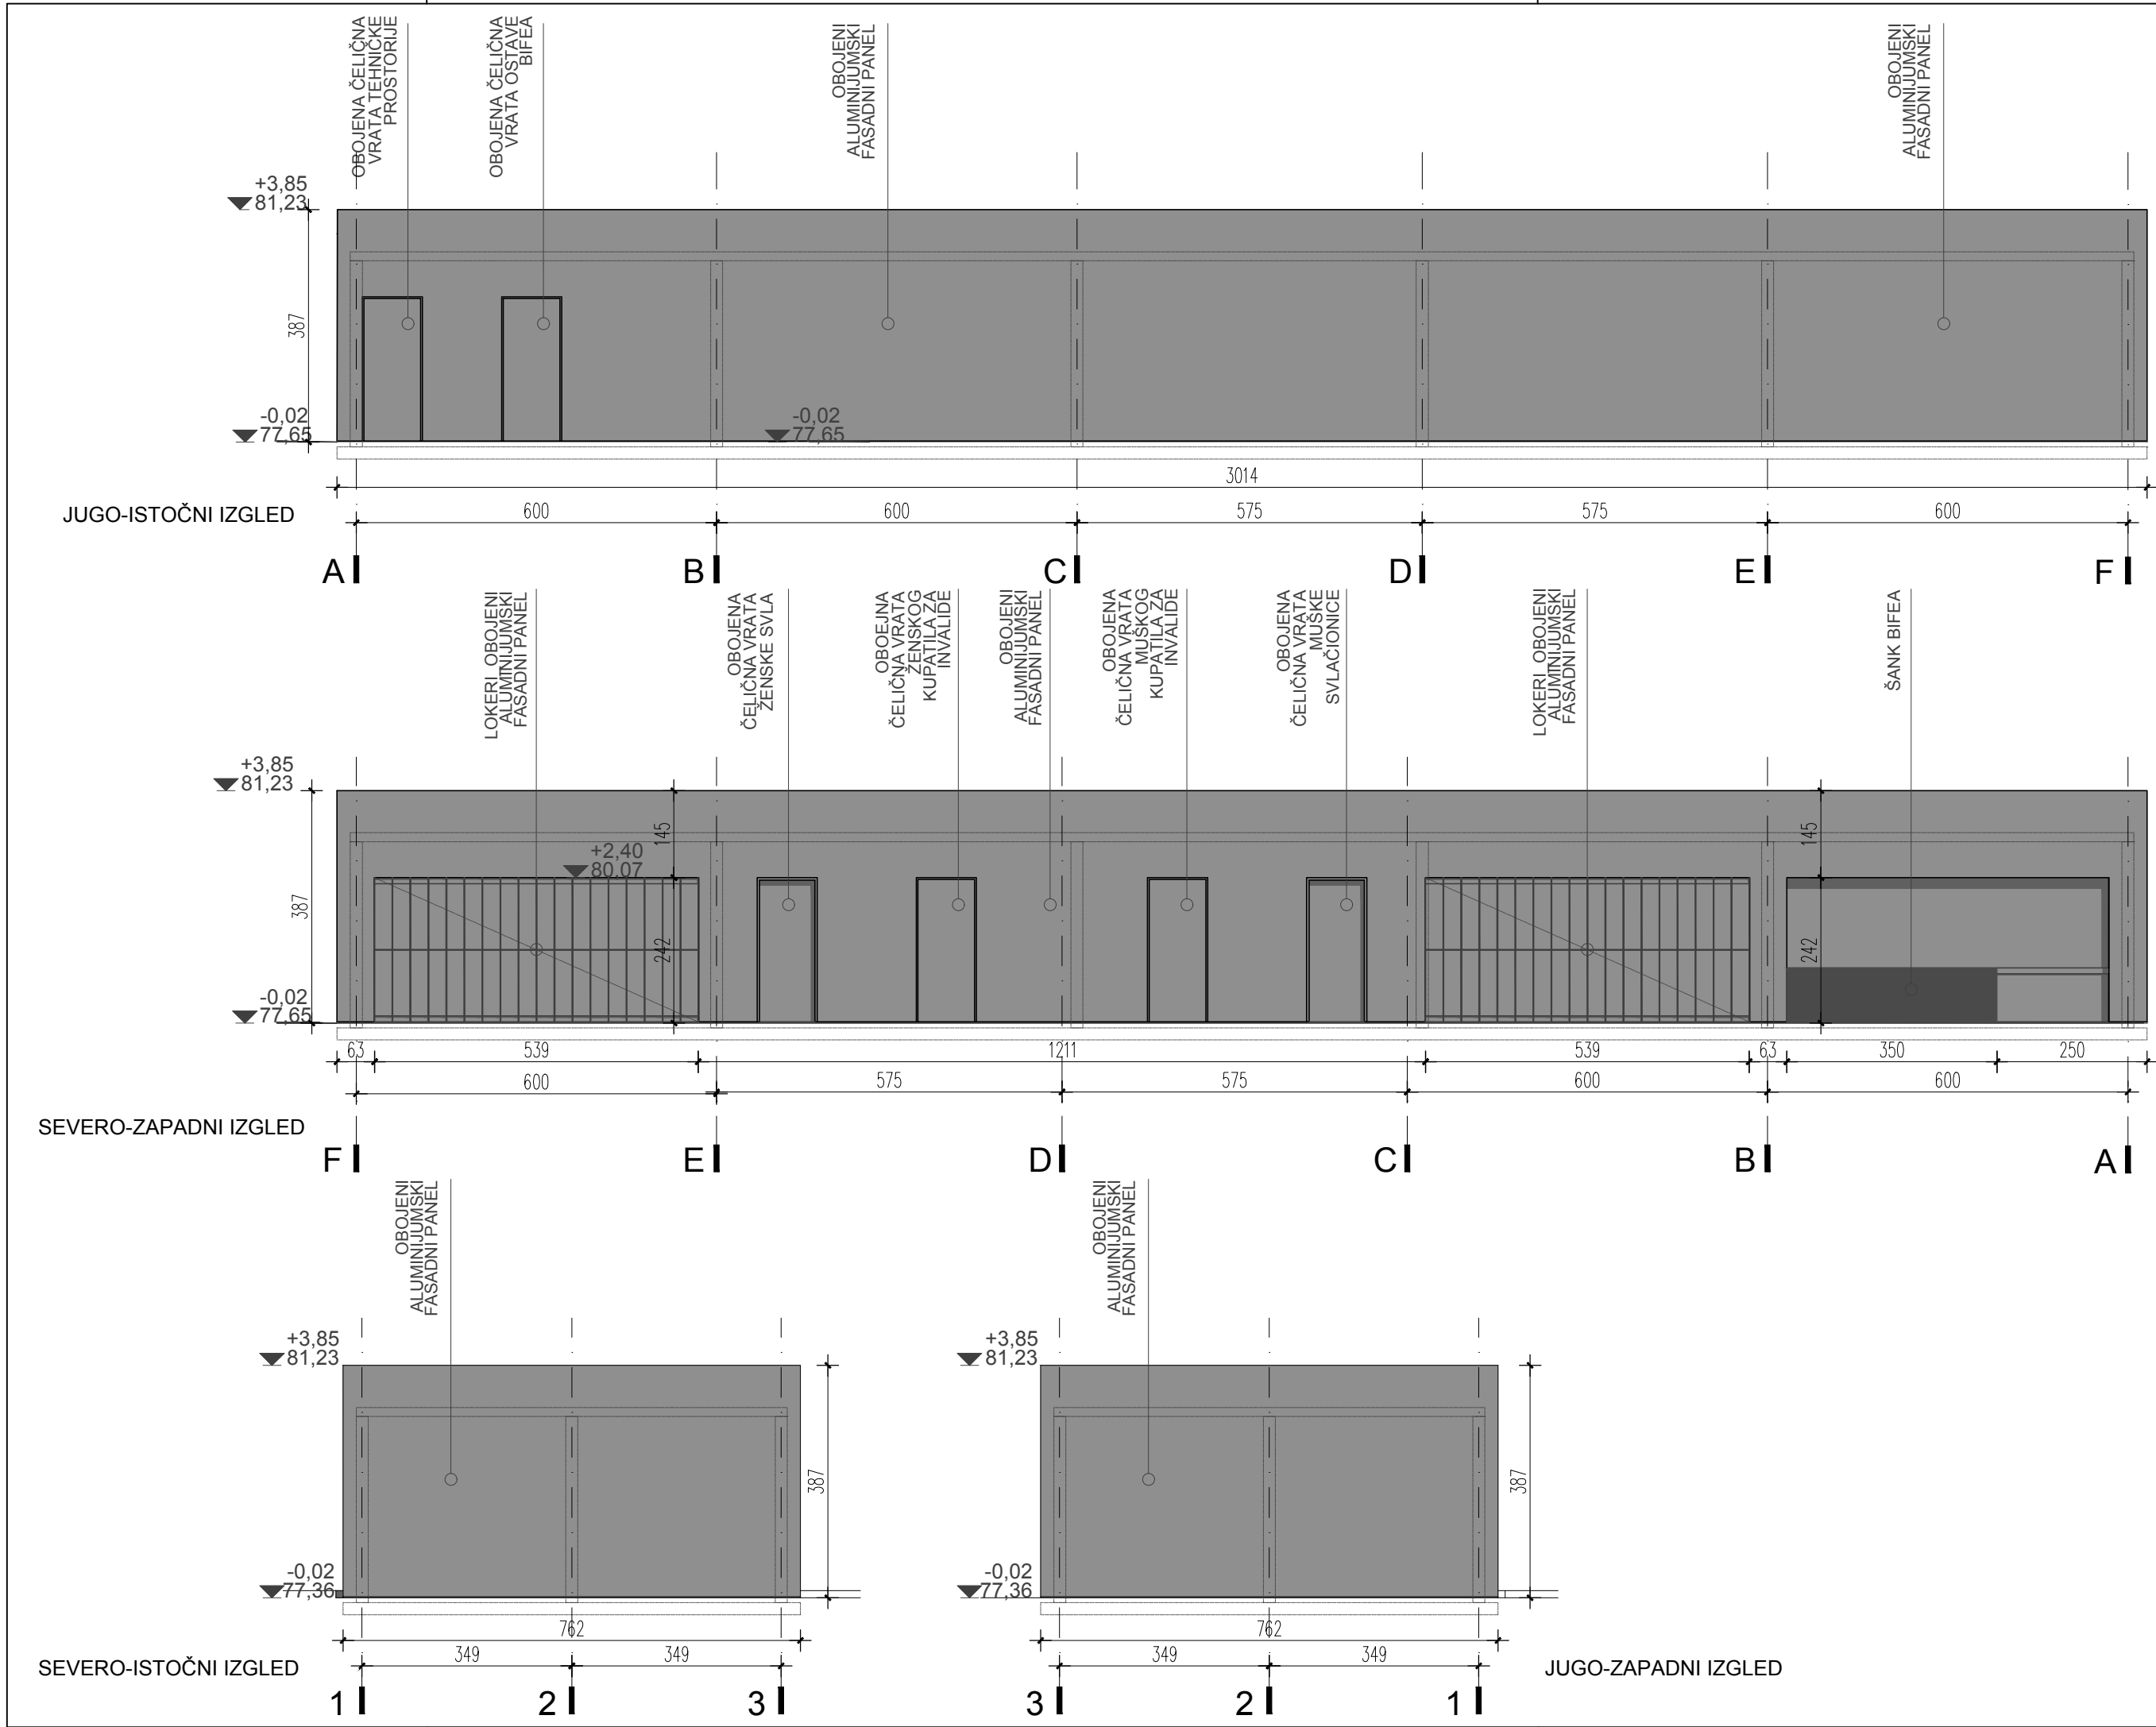 OBOJENA ČELIČNA
VRATA TEHNIČKE
PROSTORIJE
OBOJENA ČELIČNA
VRATA OSTAVE
BIFEA
OBOJENI
ALUMINIJUMSKI
FASADNI PANEL
OBOJENI
ALUMINIJUMSKI
FASADNI PANEL
+3,85
81,23
387
-0,02
77,65
-0,02
77,65
3014
JUGO-ISTOČNI IZGLED
600
600
575
575
600
A
B
C
D
E
F
LOKERI OBOJENI
ALUMINIJUMSKI
FASADNI PANEL
OBOJENA
ČELIČNA VRATA
ŽENSKE SVLA
OBOEJNA
ČELIČNA VRATA
ŽENSKOG
KUPATILA ZA
INVALIDE
OBOJENI
ALUMINIJUMSKI
FASADNI PANEL
OBOJENA
ČELIČNA VRATA
MUŠKOG
KUPATILA ZA
INVALIDE
OBOJENA
ČELIČNA VRATA
MUŠKE
SVLAČIONICE
LOKERI OBOJENI
ALUMINIJUMSKI
FASADNI PANEL
ŠANK BIFEA
+3,85
81,23
145
145
+2,40
80,07
387
242
242
-0,02
77,65
63
539
1211
539
63
350
250
600
575
575
600
600
SEVERO-ZAPADNI IZGLED
F
E
D
C
B
A
OBOJENI
ALUMINIJUMSKI
FASADNI PANEL
OBOJENI
ALUMINIJUMSKI
FASADNI PANEL
+3,85
81,23
+3,85
81,23
387
387
-0,02
77,36
-0,02
77,36
762
762
349
349
349
349
SEVERO-ISTOČNI IZGLED
JUGO-ZAPADNI IZGLED
1
2
3
3
2
1